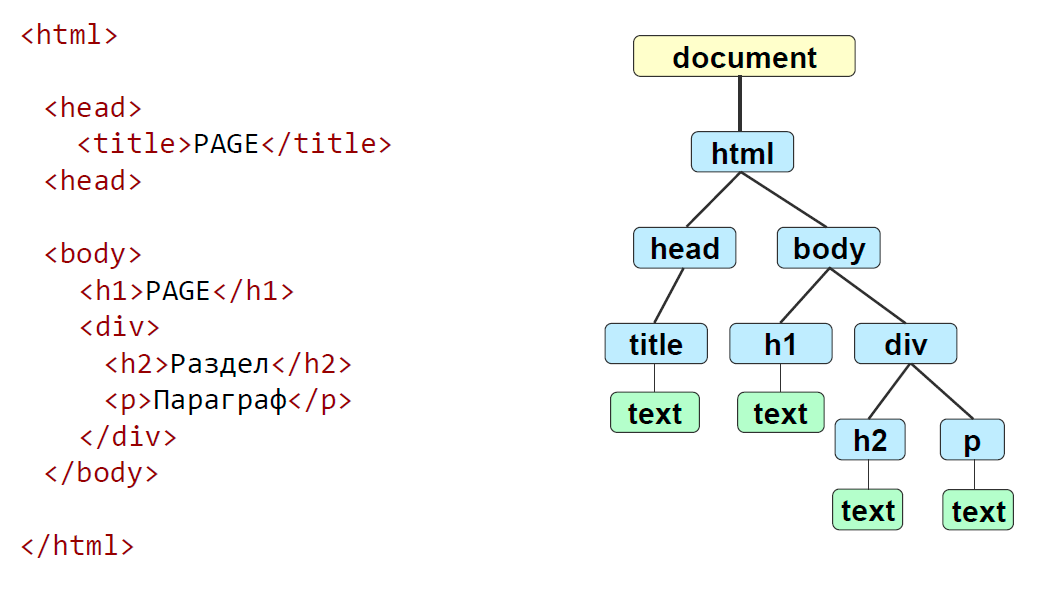 <html>
<head>
<title>PAGE</title>
<head>
<body>
<h1>PAGE</h1>
<div>
<h2>Раздел</h2>
<p>Параграф</p>
</div>
</body>
</html>
document
html
head body
title h1 div
text text
h2 p
text text